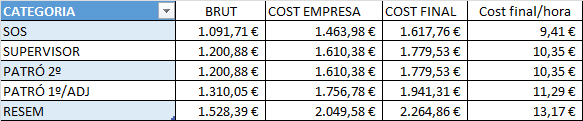 CATEGORIA BRUT COST EMPRESA COST FINAL Cost final/hora
SOS 1.091,71 € 1.463,98 € 1.617,76 € 9,41 €
SUPERVISOR 1.200,88 € 1.610,38 € 1.779,53 € 10,35 €
PATRÓ 2º 1.200,88 € 1.610,38 € 1.779,53 € 10,35 €
PATRÓ 1º/ADJ 1.310,05 € 1.756,78 € 1.941,31 € 11,29 €
RESEM 1.528,39 € 2.049,58 € 2.264,86 € 13,17 €